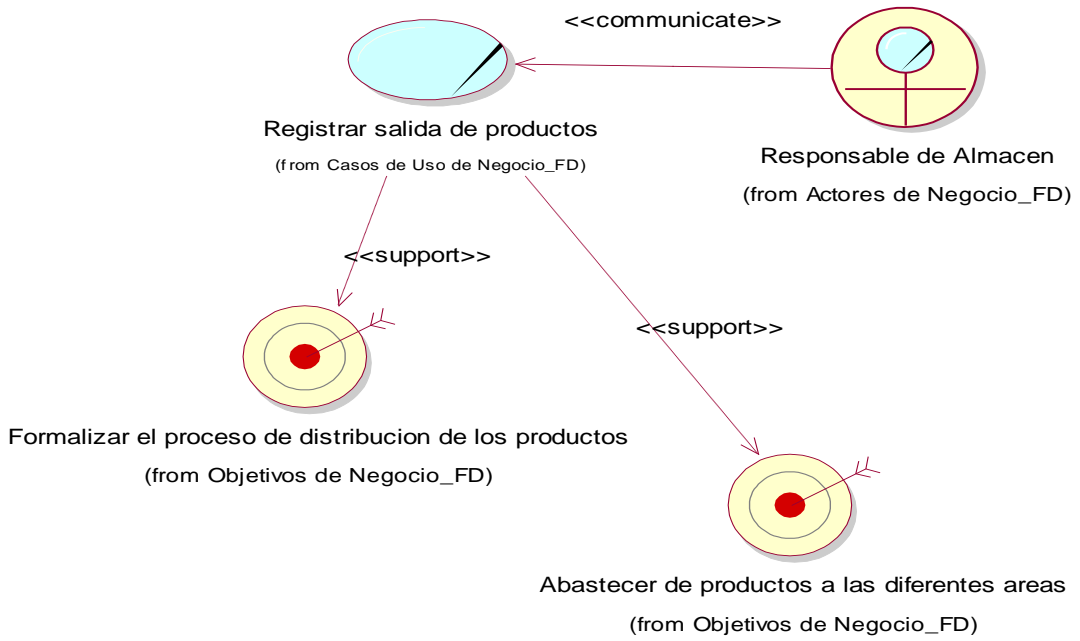 <<communicate>>
Registrar salida de productos
(from Casos de Uso de Negocio_FD)
Responsable de Almacen
(from Actores de Negocio_FD)
<<support>>
<<support>>
Formalizar el proceso de distribucion de los productos
(from Objetivos de Negocio_FD)
Abastecer de productos a las diferentes areas
(from Objetivos de Negocio_FD)